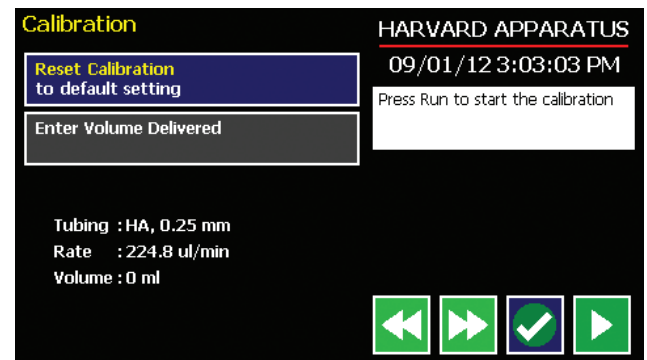 Calibration
Reset Calibration
to default setting
Enter Volume Delivered
Tubing : HA, 0.25 mm
Rate : 224.8 ul/min
Volume : 0 ml
HARVARD APPARATUS
09/01/12 3:03:03 PM
Press Run to start the calibration